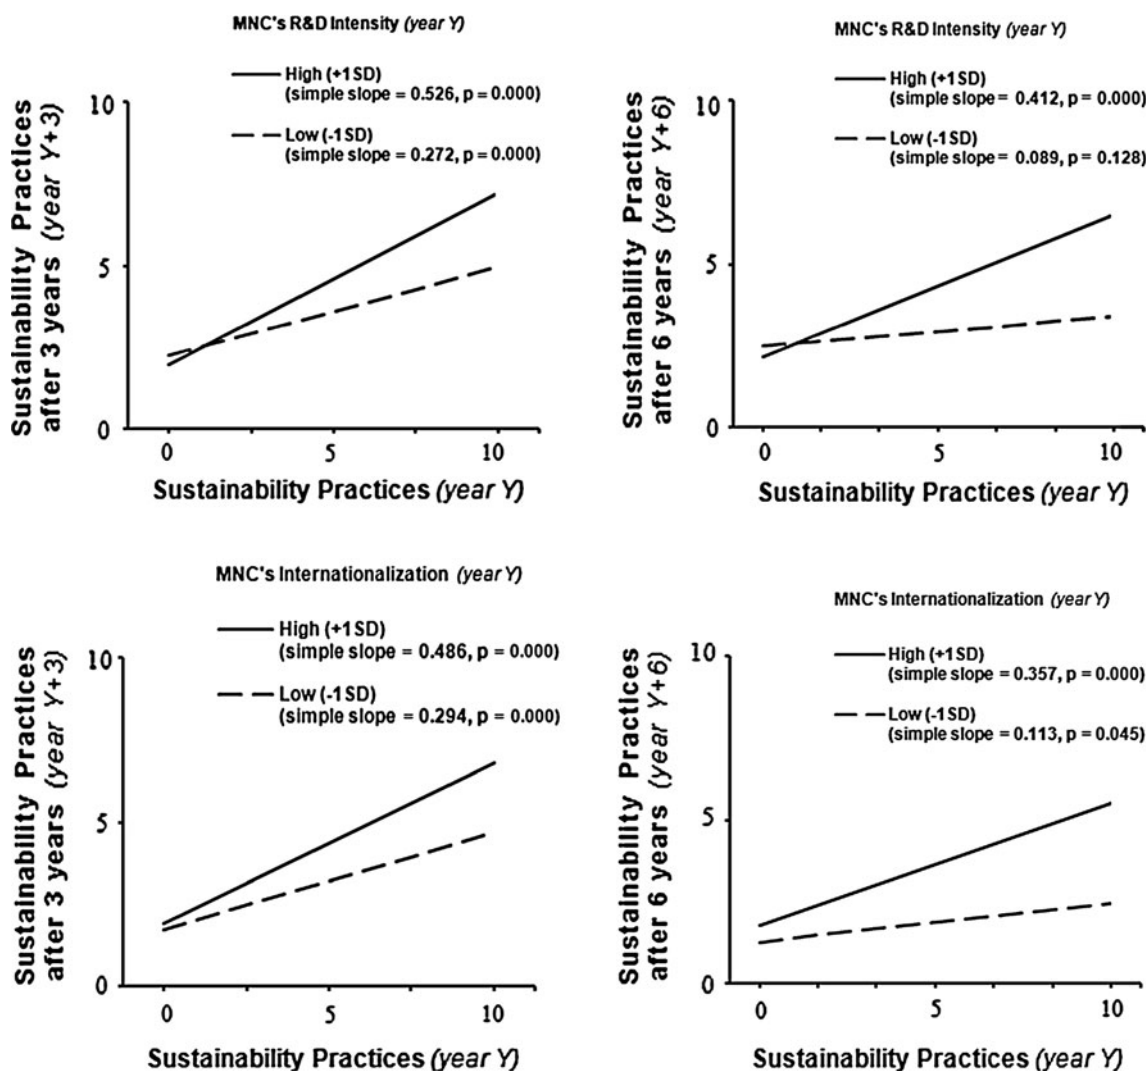 MNC's R&D Intensity (year Y)
High (+1SD)
(simple slope = 0.526, p = 0.000)
Low (-1SD)
(simple slope = 0.272, p = 0.000)
Sustainability Practices
after 3 years (year Y+3)
10
5
0
0
5
10
Sustainability Practices (year Y)
MNC's R&D Intensity (year Y)
High (+1SD)
(simple slope = 0.412, p = 0.000)
Low (-1SD)
(simple slope = 0.089, p = 0.128)
Sustainability Practices
after 6 years (year Y+6)
10
5
0
0
5
10
Sustainability Practices (year Y)
MNC's Internationalization (year Y)
High (+1SD)
(simple slope = 0.486, p = 0.000)
Low (-1SD)
(simple slope = 0.294, p = 0.000)
Sustainability Practices
after 3 years (year Y+3)
10
5
0
0
5
10
Sustainability Practices (year Y)
MNC's Internationalization (year Y)
High (+1SD)
(simple slope = 0.357, p = 0.000)
Low (-1SD)
(simple slope = 0.113, p = 0.045)
Sustainability Practices
after 6 years (year Y+6)
10
5
0
0
5
10
Sustainability Practices (year Y)